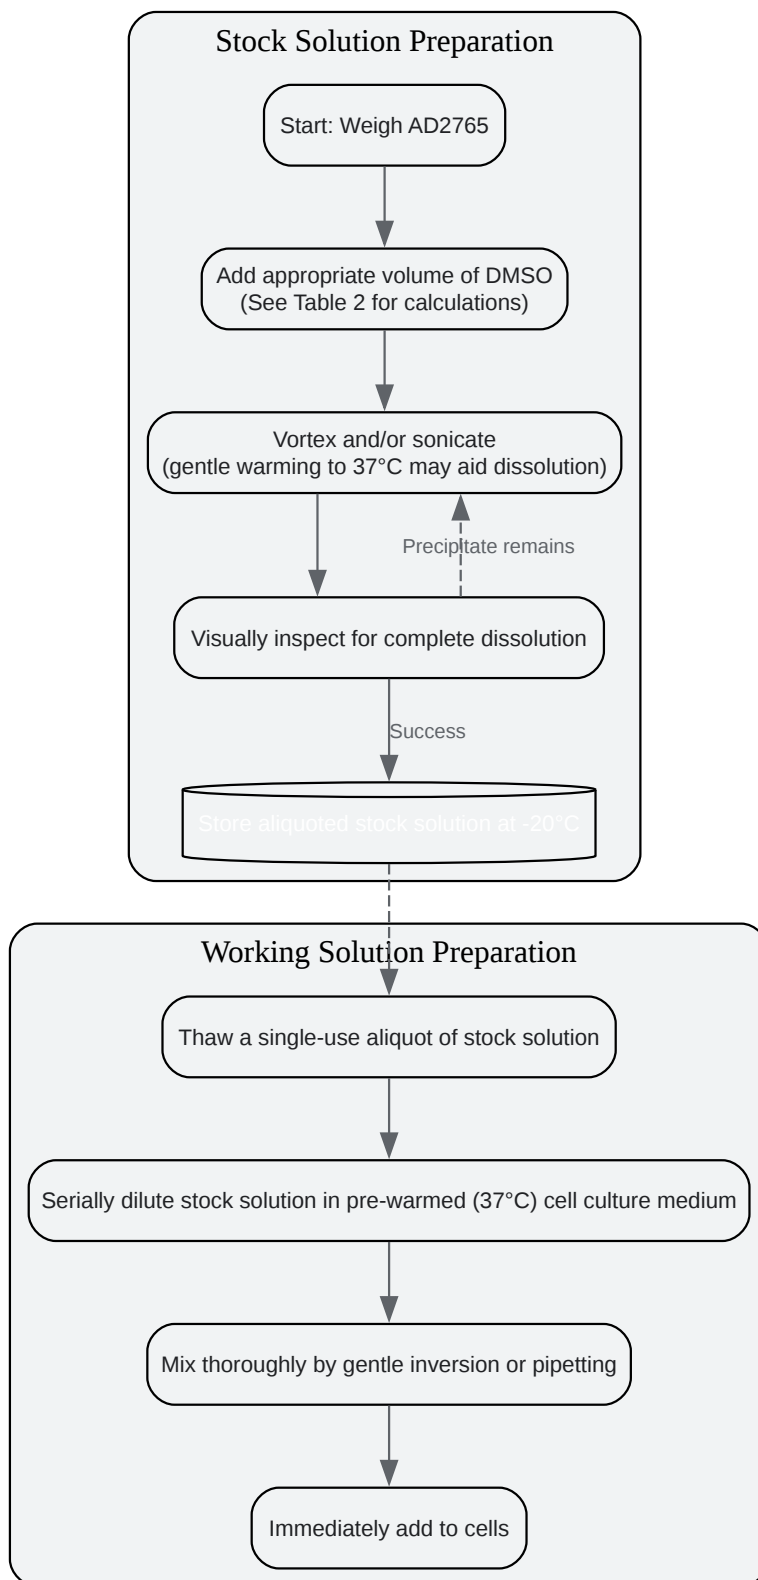 Stock Solution Preparation
Start: Weigh AD2765
Add appropriate volume of DMSO
(See Table 2 for calculations)
Vortex and/or sonicate
(gentle warming to 37°C may aid dissolution)
Precipitate remains
Visually inspect for complete dissolution
Success
Store aliquoted stock solution at -20°C
Working Solution Preparation
Thaw a single-use aliquot of stock solution
Serially dilute stock solution in pre-warmed (37°C) cell culture medium
Mix thoroughly by gentle inversion or pipetting
Immediately add to cells